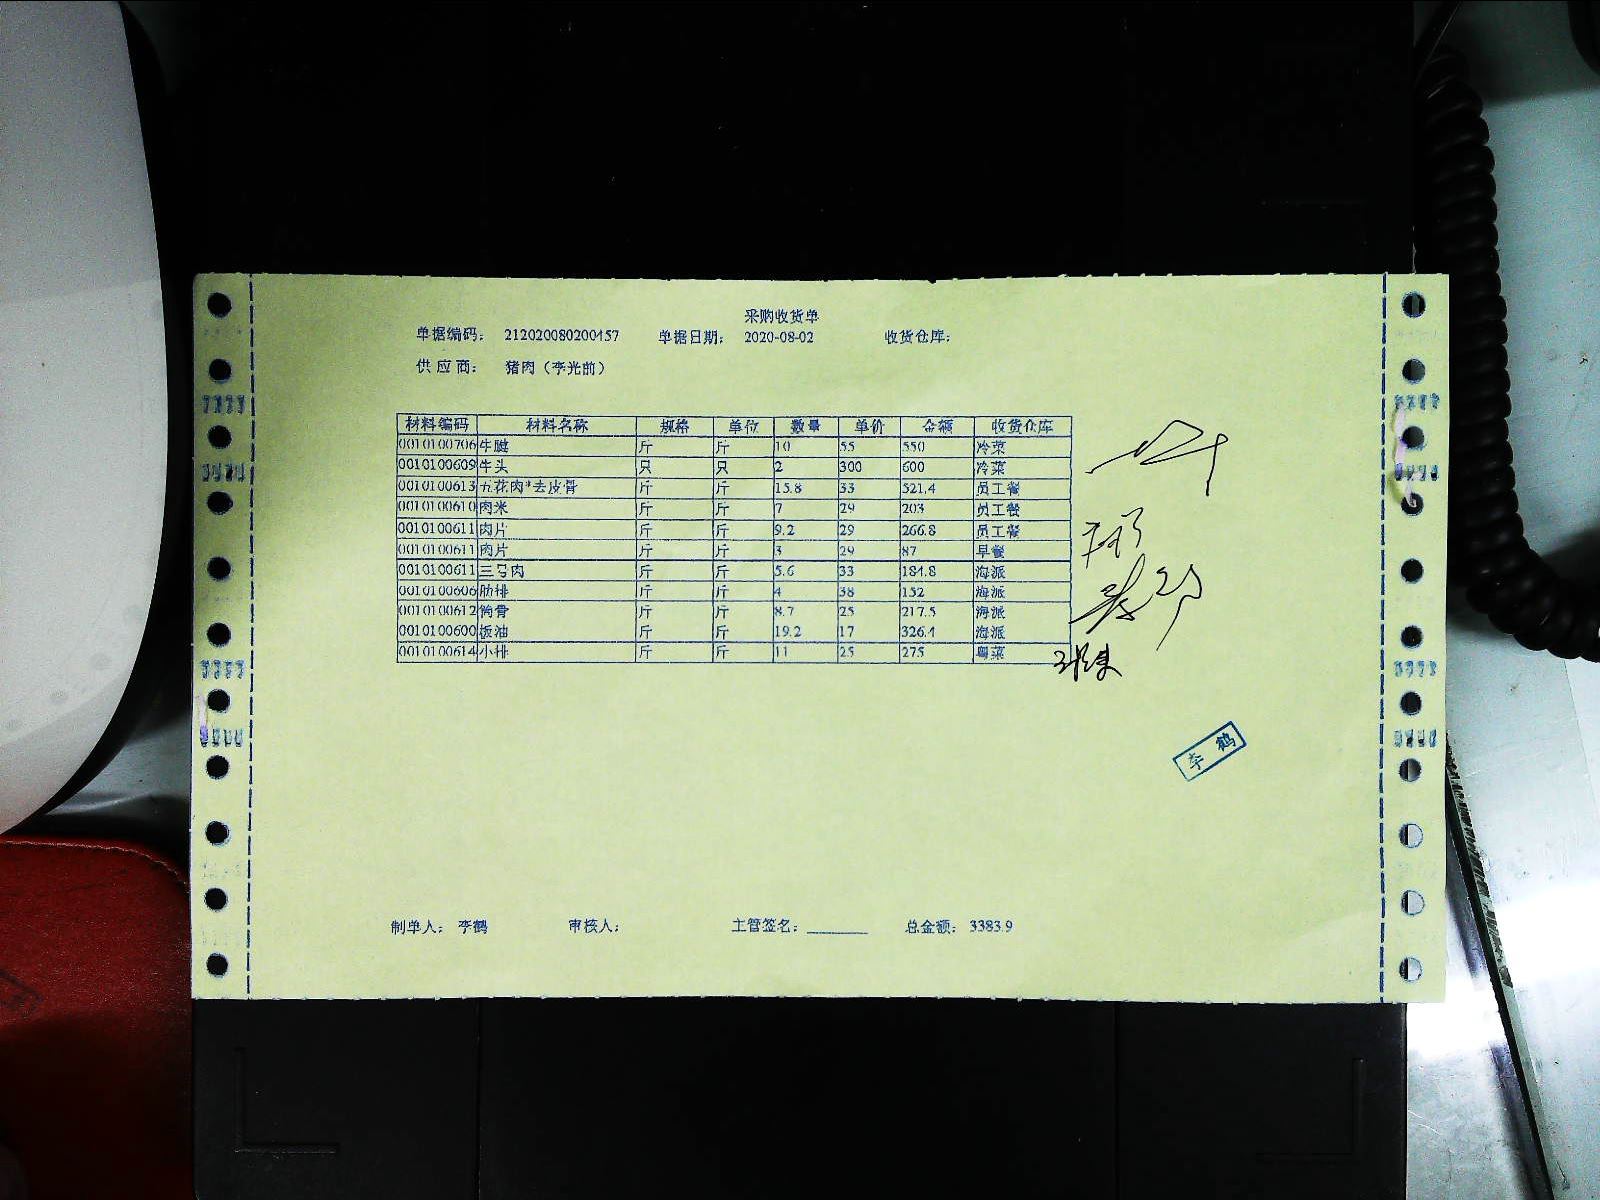 采购收货单
单据编码: 212020080200457 单据日期: 2020-08-02 收货仓库:
供应商: 猪肉（李光前）
材料编码 材料名称 规格 单位 数量 单价 金额 收货仓库
0010100706 牛腱 斤 斤 10 55 550 冷菜
0010100609 牛头 只 只 2 300 600 冷菜
0010100613 五花肉*去皮骨 斤 斤 15.8 33 521.4 员工餐
0010100610 肉米 斤 斤 7 29 203 员工餐
0010100611 肉片 斤 斤 9.2 29 266.8 员工餐
0010100611 肉片 斤 斤 3 29 87 早餐
0010100611 三号肉 斤 斤 5.6 33 184.8 海派
0010100606 肋排 斤 斤 4 38 152 海派
0010100612 筒骨 斤 斤 8.7 25 217.5 海派
0010100600 板油 斤 斤 19.2 17 326.4 海派
0010100614 小排 斤 斤 11 25 275 粤菜
李鹤
制单人: 李鹤 审核人: 主管签名: ________ 总金额: 3383.9